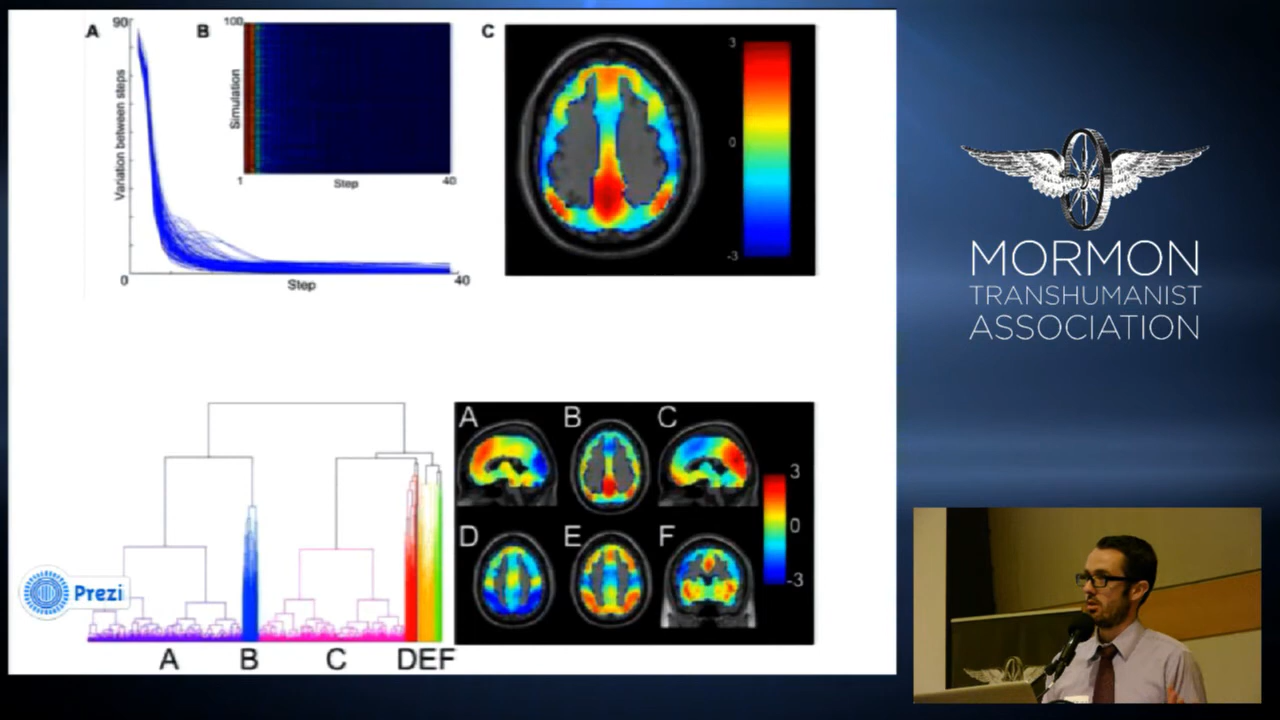 A
90
Variation between steps
0
Step
40
B
100
Simulation
1
Step
40
C
3
0
-3
MORMON
TRANSHUMANIST
ASSOCIATION
Prezi
A
B
C
DEF
A
B
C
D
E
F
3
0
-3